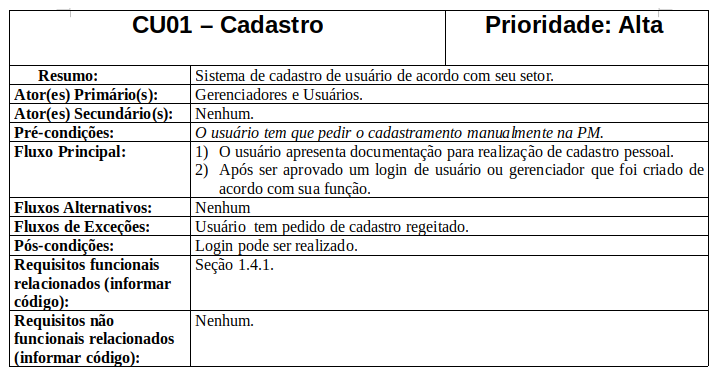 CU01 – Cadastro
Prioridade: Alta
Resumo:
Sistema de cadastro de usuário de acordo com seu setor.
Ator(es) Primário(s):
Gerenciadores e Usuários.
Ator(es) Secundário(s):
Nenhum.
Pré-condições:
O usuário tem que pedir o cadastramento manualmente na PM.
Fluxo Principal:
1) O usuário apresenta documentação para realização de cadastro pessoal.
2) Após ser aprovado um login de usuário ou gerenciador que foi criado de
acordo com sua função.
Fluxos Alternativos:
Nenhum
Fluxos de Exceções:
Usuário tem pedido de cadastro regeitado.
Pós-condições:
Login pode ser realizado.
Requisitos funcionais
relacionados (informar
código):
Seção 1.4.1.
Requisitos não
funcionais relacionados
(informar código):
Nenhum.